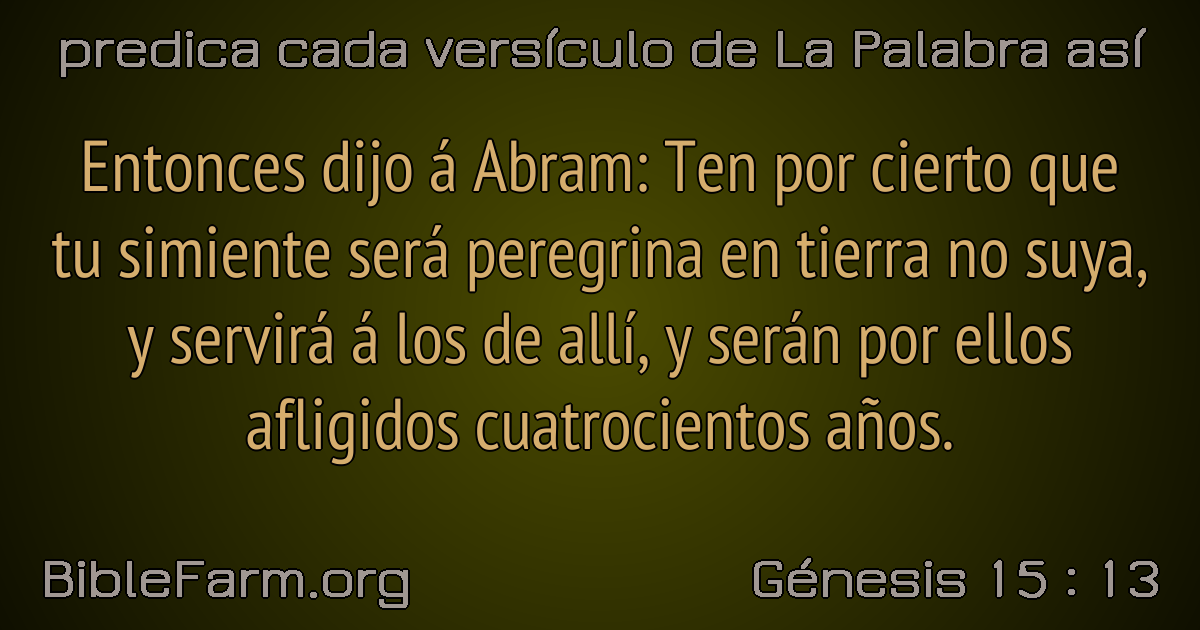 predica cada versículo de La Palabra así
Entonces dijo á Abram: Ten por cierto que
tu simiente será peregrina en tierra no suya,
y servirá á los de allí, y serán por ellos
afligidos cuatrocientos años.
BibleFarm.org
Génesis 15 : 13